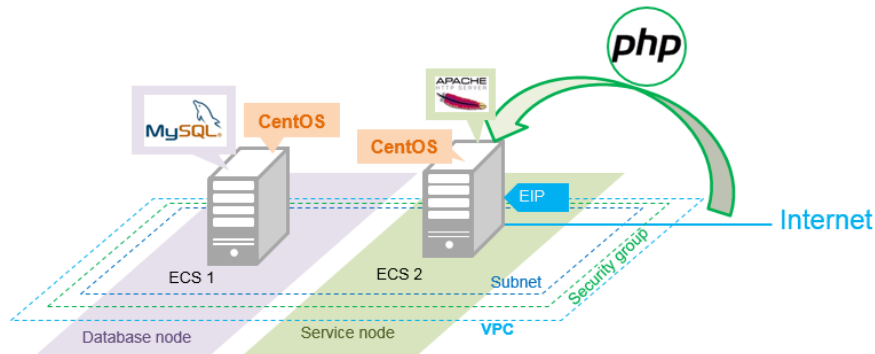 php
APACHE
HTTP SERVER
MySQL®
CentOS
CentOS
EIP
Internet
ECS 1
ECS 2
Subnet
Security group
Database node
Service node
VPC